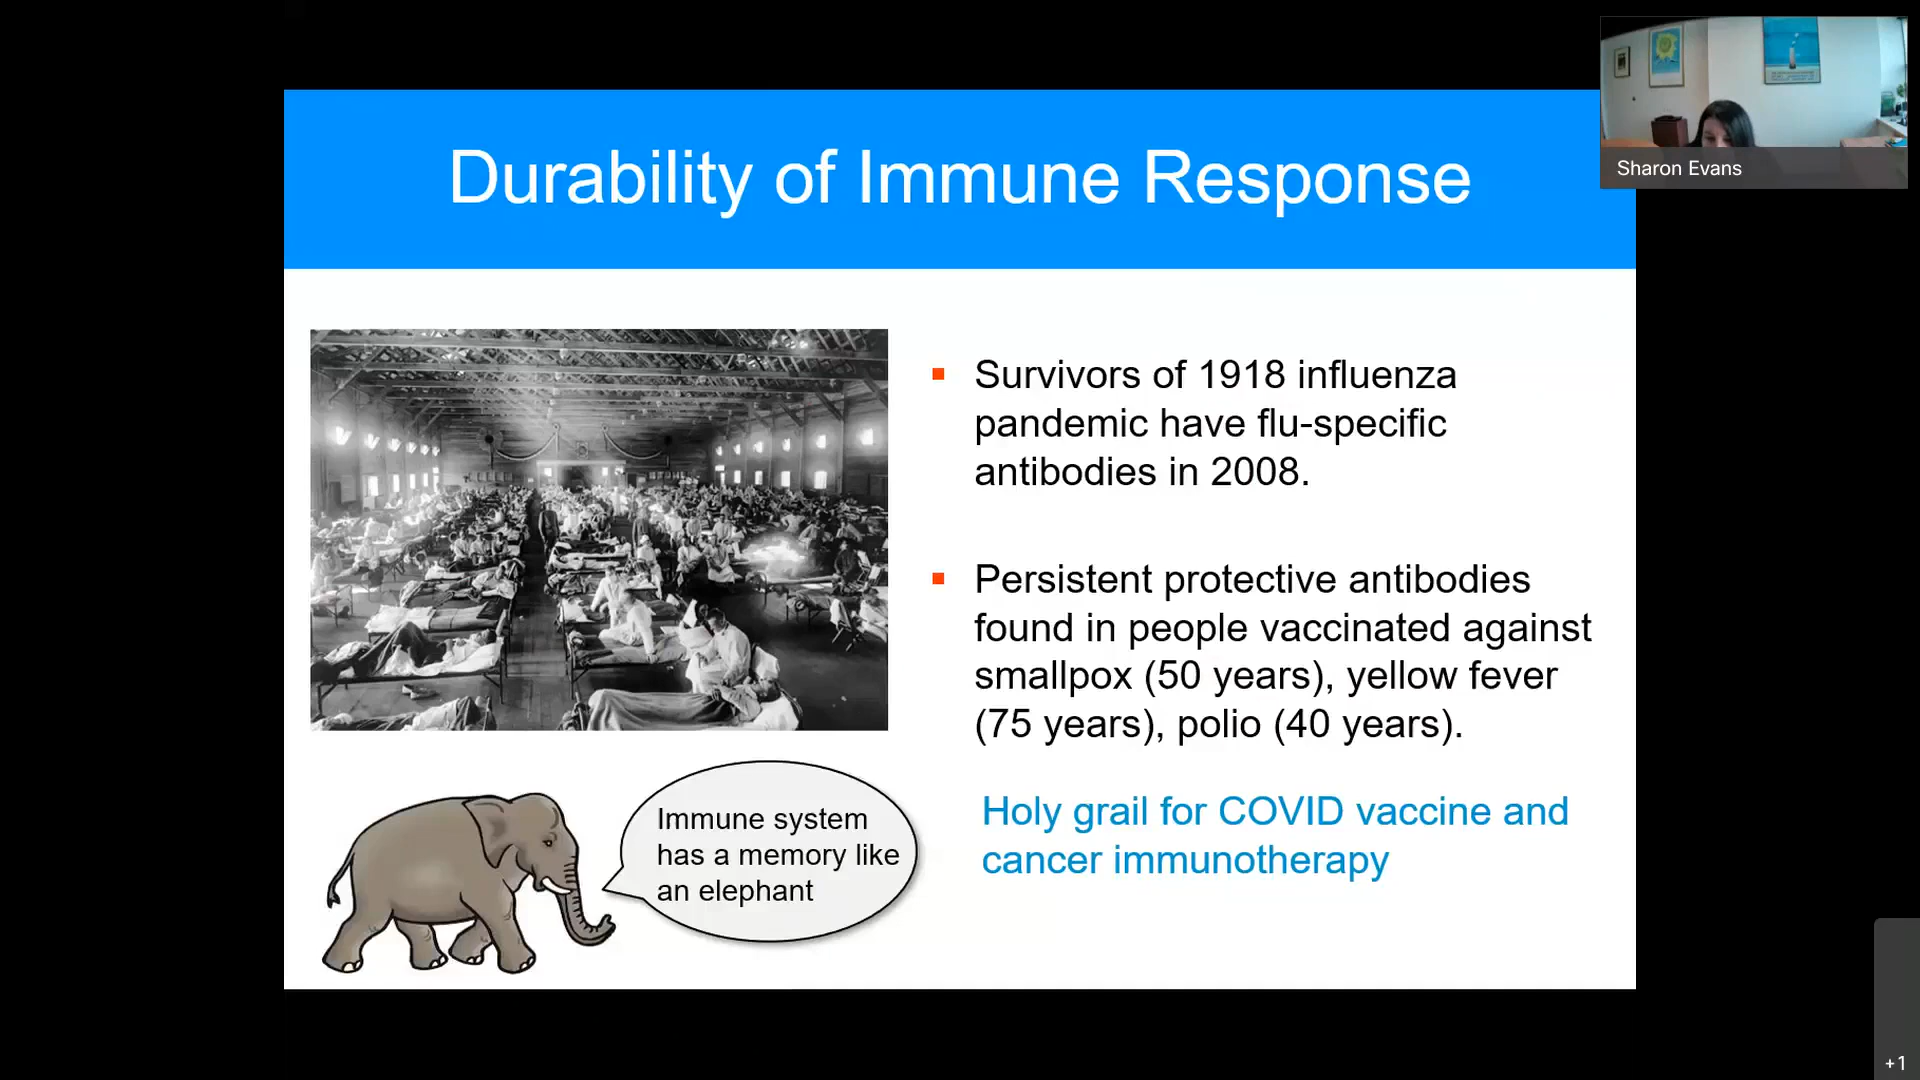 Durability of Immune Response
Sharon Evans
Survivors of 1918 influenza
pandemic have flu-specific
antibodies in 2008.
Persistent protective antibodies
found in people vaccinated against
smallpox (50 years), yellow fever
(75 years), polio (40 years).
Immune system
has a memory like
an elephant
Holy grail for COVID vaccine and
cancer immunotherapy
+1